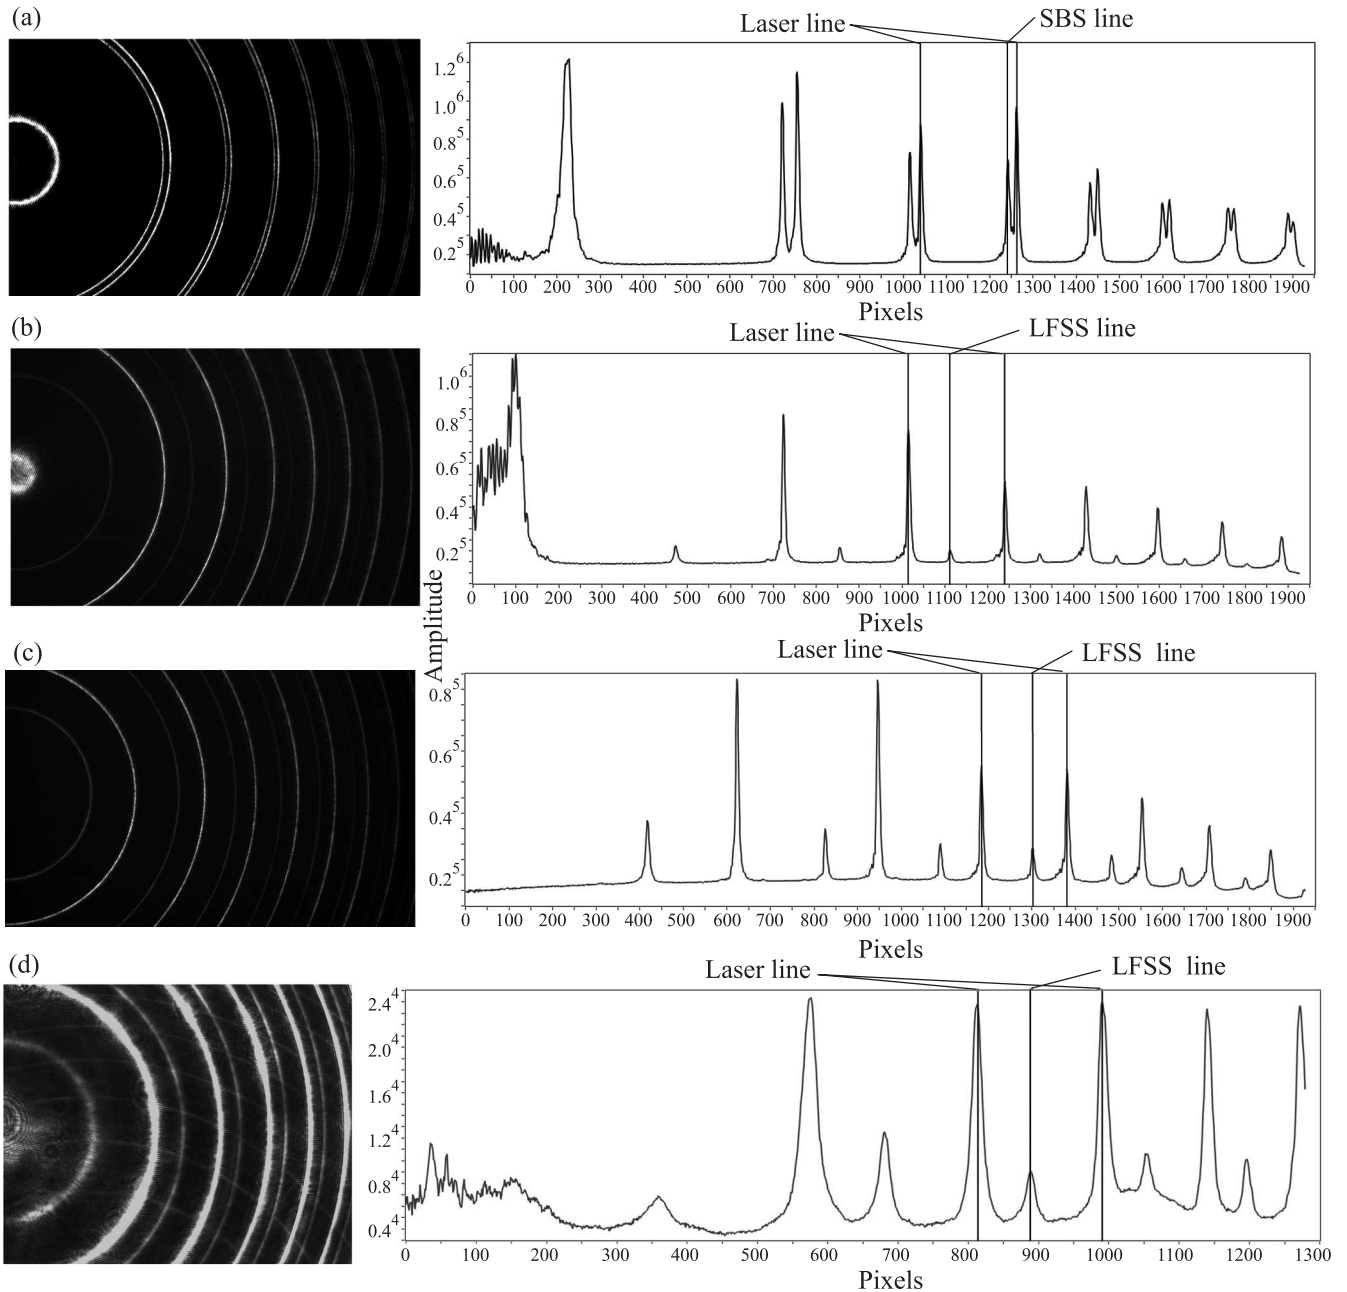 (a)
Laser line
SBS line
1.2⁶
1.0⁶
0.8⁵
0.6⁵
0.4⁵
0.2⁵
0 100 200 300 400 500 600 700 800 900 1000 1100 1200 1300 1400 1500 1600 1700 1800 1900
Pixels
(b)
Laser line
LFSS line
1.0⁶
0.8⁵
0.6⁵
0.4⁵
0.2⁵
0 100 200 300 400 500 600 700 800 900 1000 1100 1200 1300 1400 1500 1600 1700 1800 1900
Pixels
Amplitude
(c)
Laser line
LFSS line
0.8⁵
0.6⁵
0.4⁵
0.2⁵
0 100 200 300 400 500 600 700 800 900 1000 1100 1200 1300 1400 1500 1600 1700 1800 1900
Pixels
(d)
Laser line
LFSS line
2.4⁴
2.0⁴
1.6⁴
1.2⁴
0.8⁴
0.4⁴
0 100 200 300 400 500 600 700 800 900 1000 1100 1200 1300
Pixels